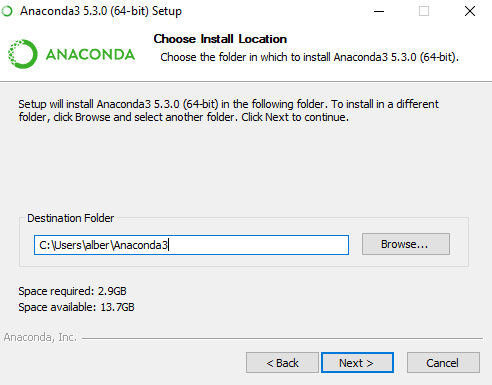 Anaconda3 5.3.0 (64-bit) Setup
Choose Install Location
ANACONDA
Choose the folder in which to install Anaconda3 5.3.0 (64-bit).
Setup will install Anaconda3 5.3.0 (64-bit) in the following folder. To install in a different
folder, click Browse and select another folder. Click Next to continue.
Destination Folder
C:\Users\alber\Anaconda3
Browse...
Space required: 2.9GB
Space available: 13.7GB
Anaconda, Inc.
< Back
Next >
Cancel